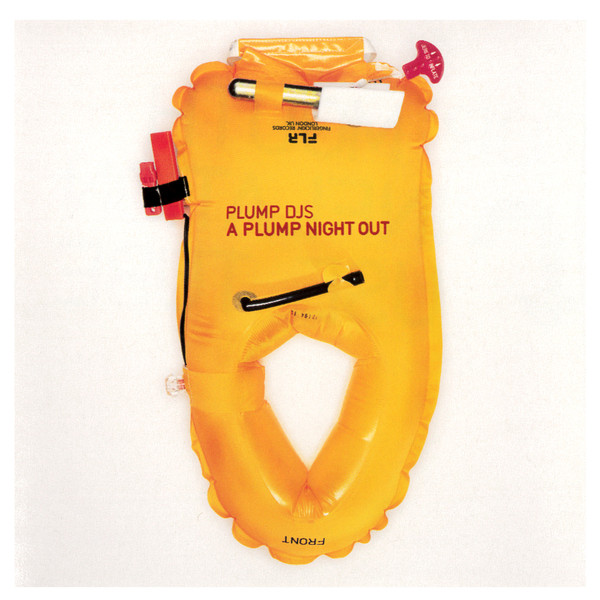 FLR
FINGERLICKIN' RECORDS
LONDON UK.
PLUMP DJS
A PLUMP NIGHT OUT
FRONT